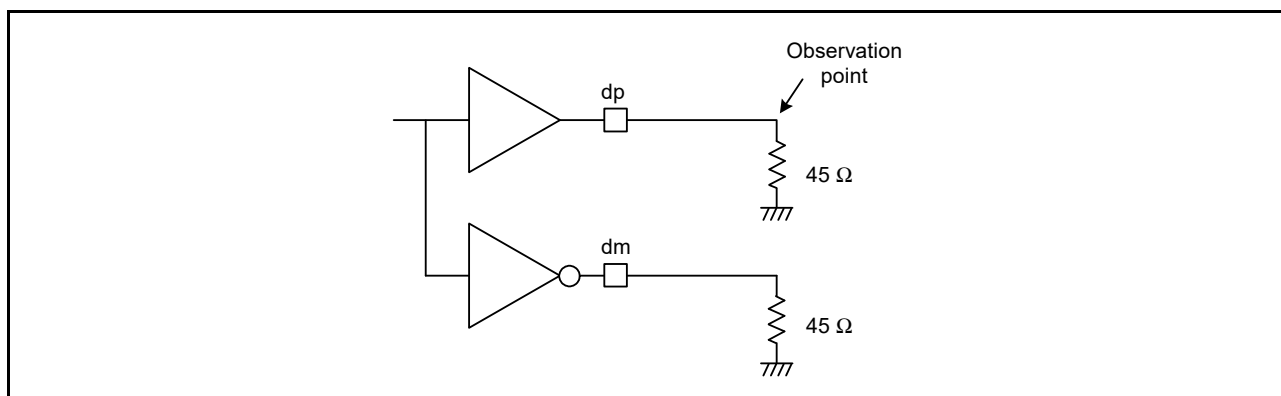 Observation
point
dp
45 Ω
dm
45 Ω